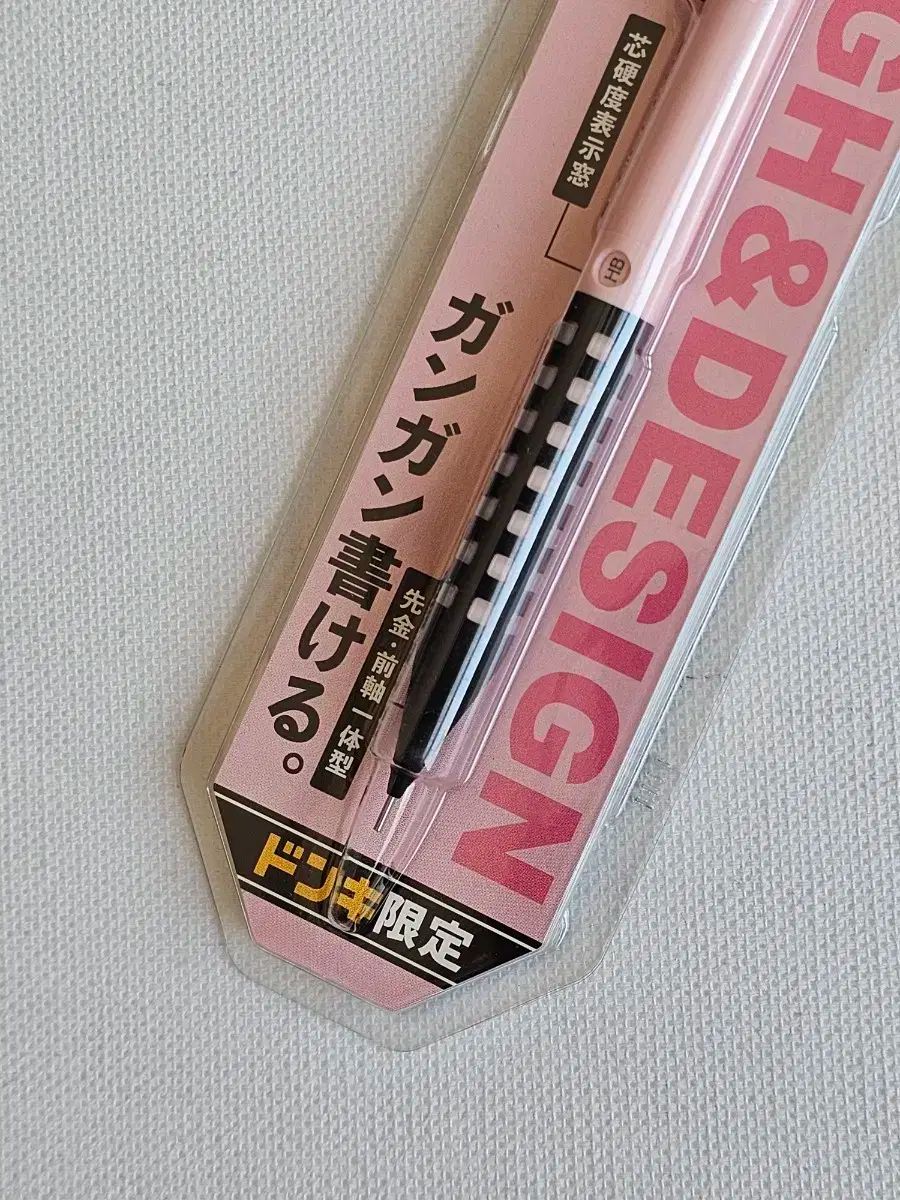 芯硬度表示窓
HB
GH&DESIGN
ガンガン書ける。
先金・前軸一体型
ドンキ限定